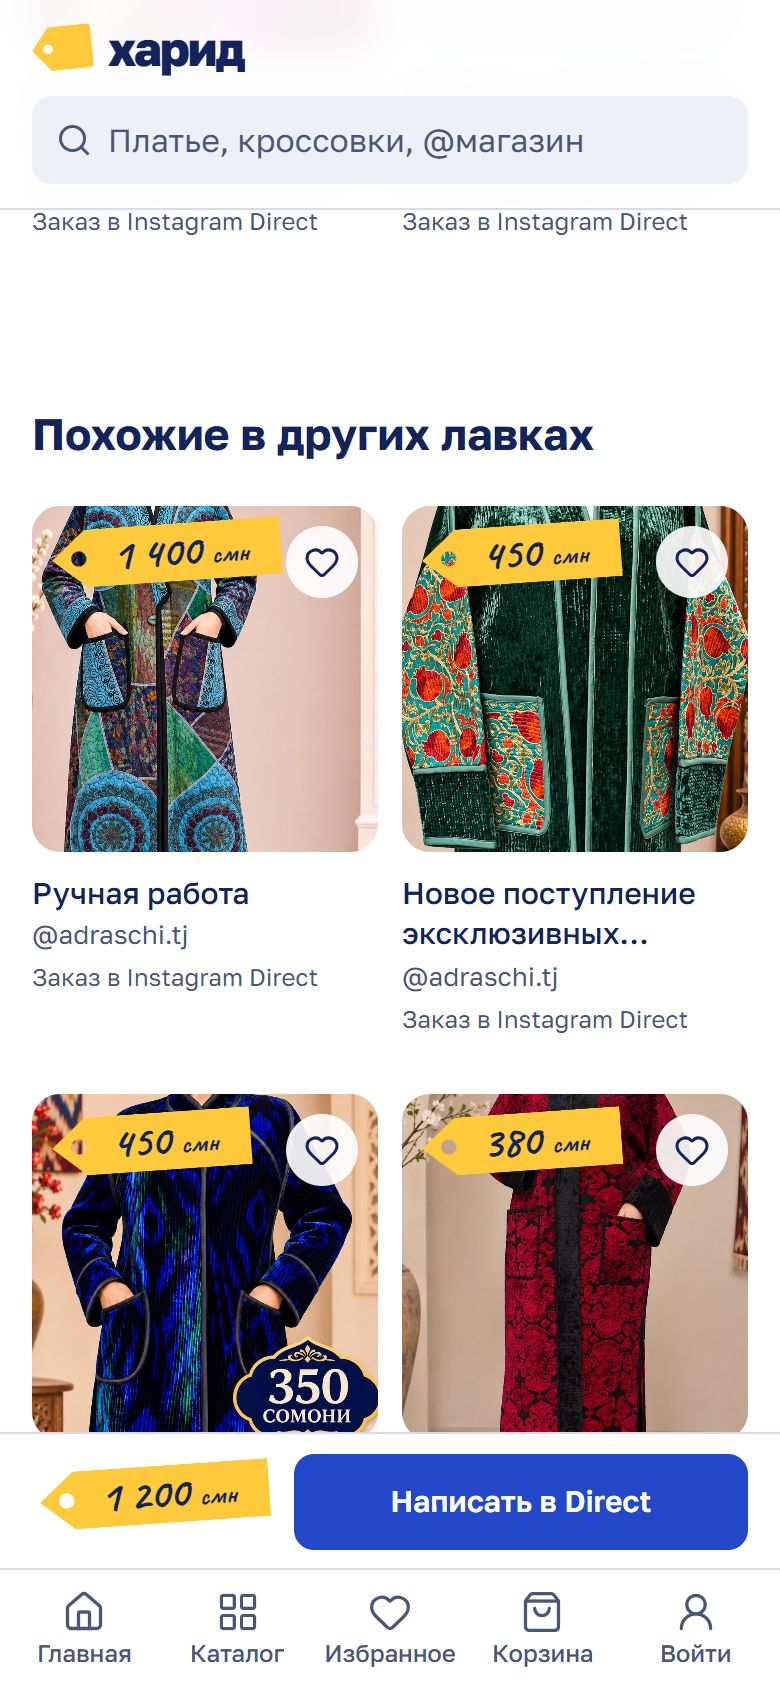 харид
Платье, кроссовки, @магазин
Заказ в Instagram Direct
Заказ в Instagram Direct
Похожие в других лавках
1 400 смн
450 смн
Ручная работа
@adraschi.tj
Заказ в Instagram Direct
Новое поступление
эксклюзивных...
@adraschi.tj
Заказ в Instagram Direct
450 смн
350
СОМОНИ
380 смн
1 200 смн
Написать в Direct
Главная
Каталог
Избранное
Корзина
Войти